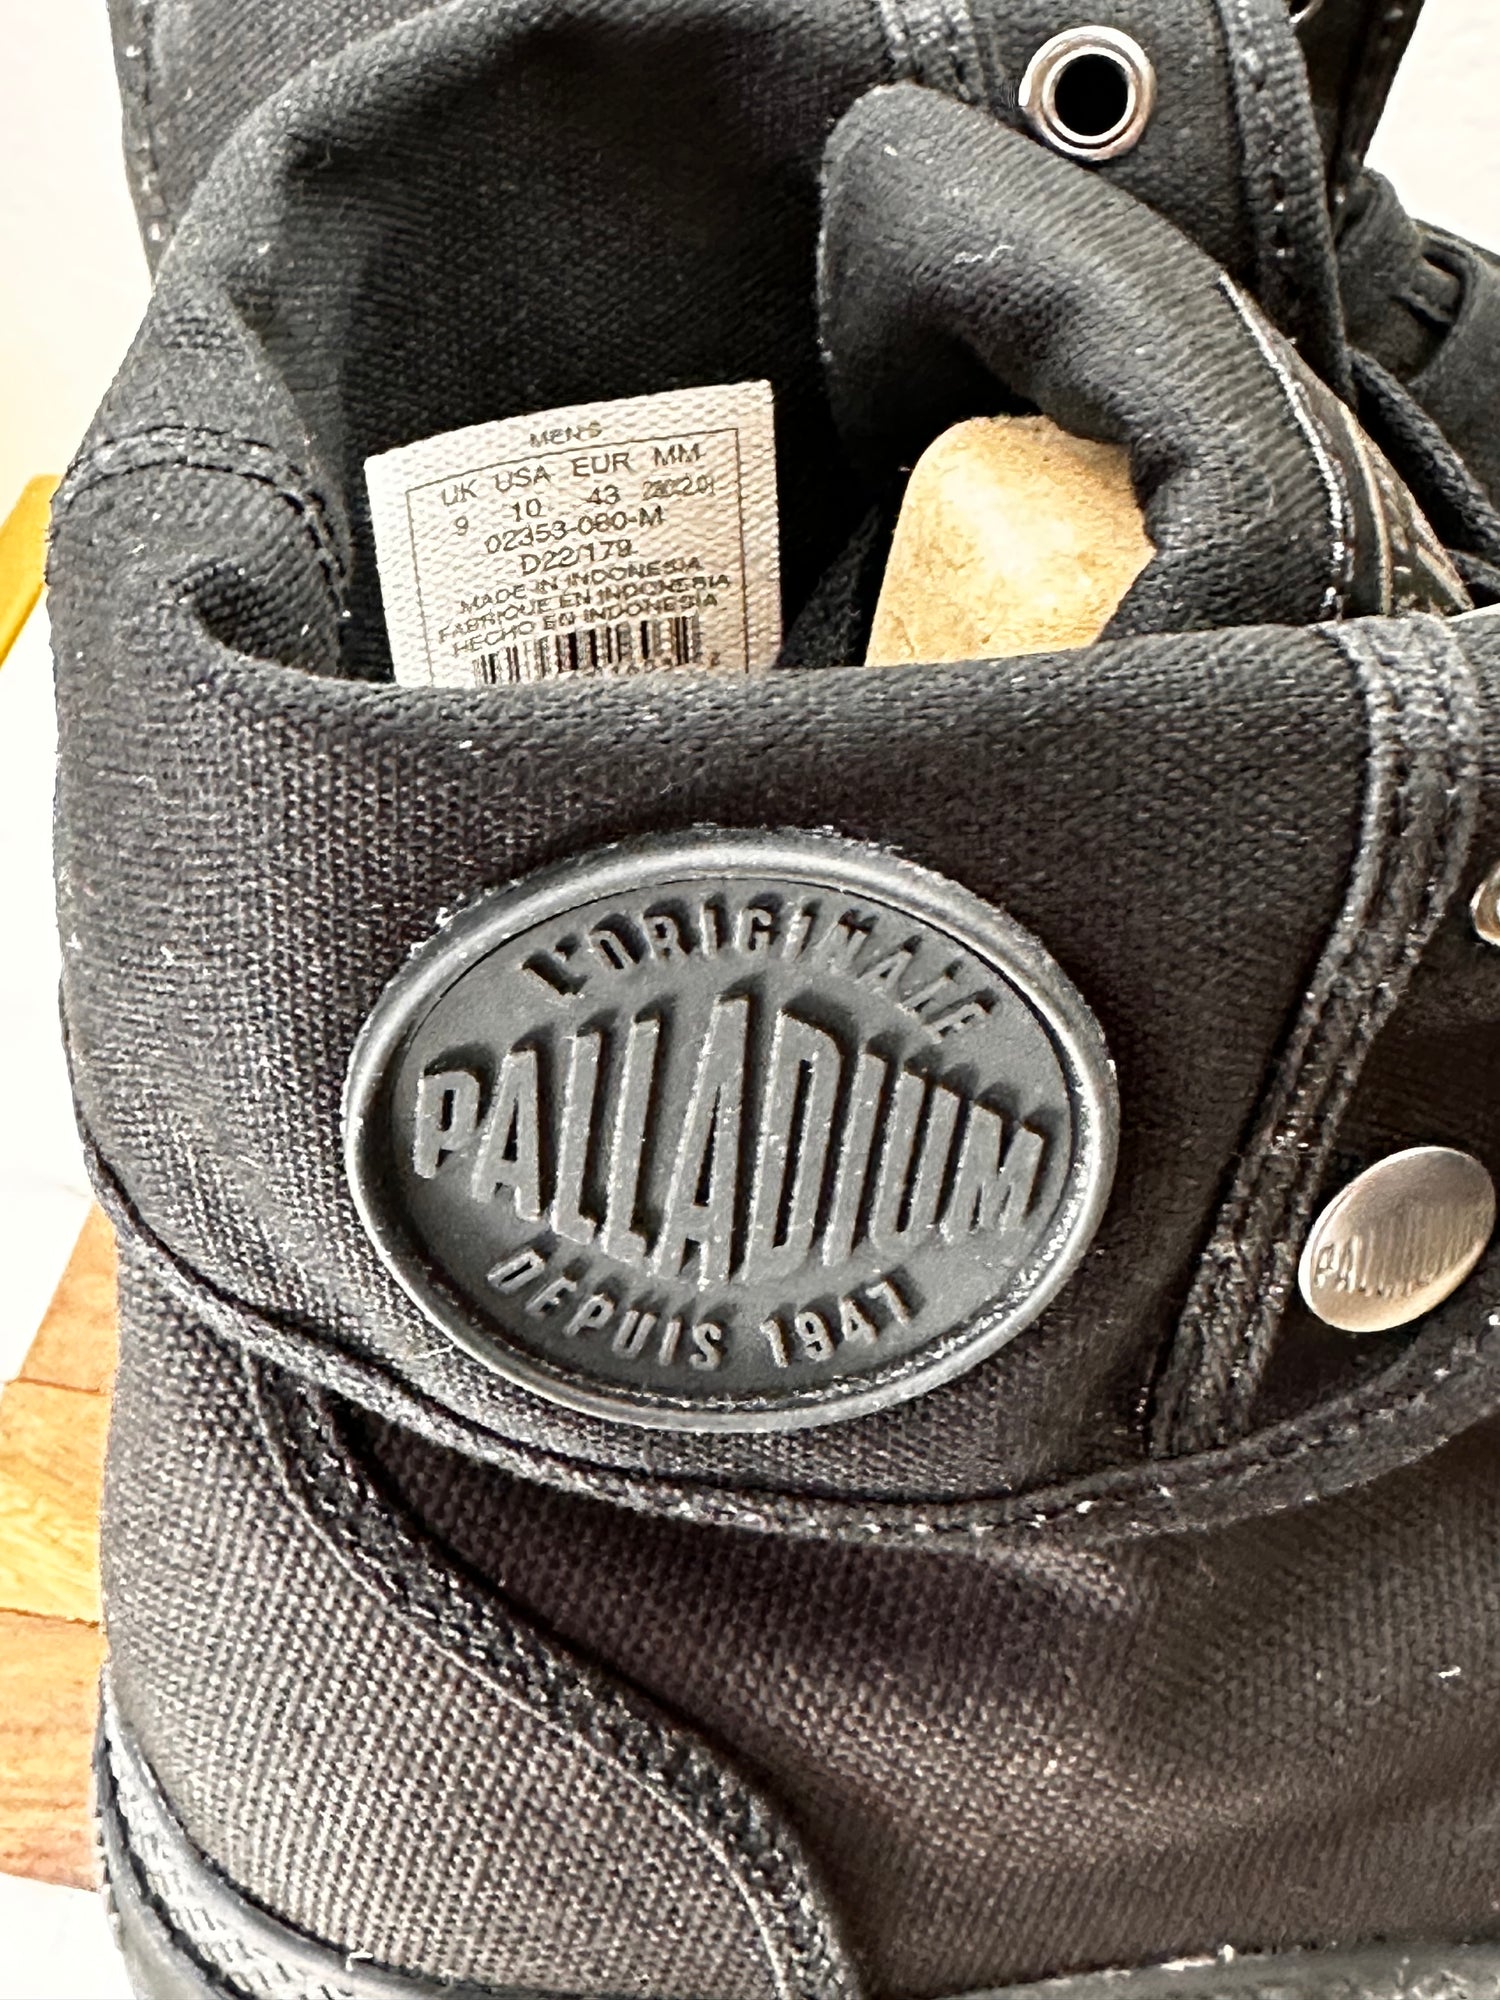 MEN'S
UK USA EUR MM
9 10 43
02353-060-M
D22/179
MADE IN INDONESIA
FABRIQUE EN INDONESIA
HECHO EN INDONESIA
L'ORIGINALE
PALLADIUM
DEPUIS 1947
PALLADIUM